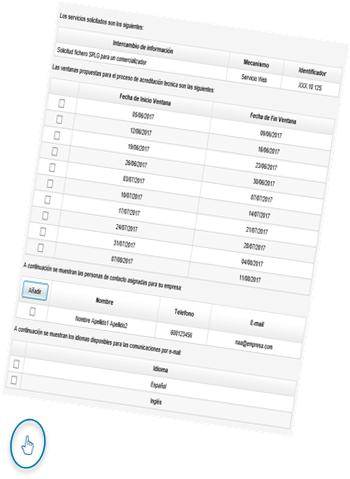 Los servicios solicitados son los siguientes:
Intercambio de información Mecanismo Identificador
Solicitud fichero SPLG para un comercializador Servicio Web XXX.10.125
Las ventanas propuestas para el proceso de acreditación técnica son las siguientes:
Fecha de Inicio Ventana Fecha de Fin Ventana
05/06/2017 09/06/2017
12/06/2017 16/06/2017
19/06/2017 23/06/2017
26/06/2017 30/06/2017
03/07/2017 07/07/2017
10/07/2017 14/07/2017
17/07/2017 21/07/2017
24/07/2017 28/07/2017
31/07/2017 04/08/2017
07/08/2017 11/08/2017
A continuación se muestran las personas de contacto asignadas para su empresa:
Añadir Nombre Telefono E-mail
Nombre Apellido1 Apellido2 600123456 naa@empresa.com
A continuación se muestran los idiomas disponibles para las comunicaciones por e-mail:
Idioma
Español
Inglés